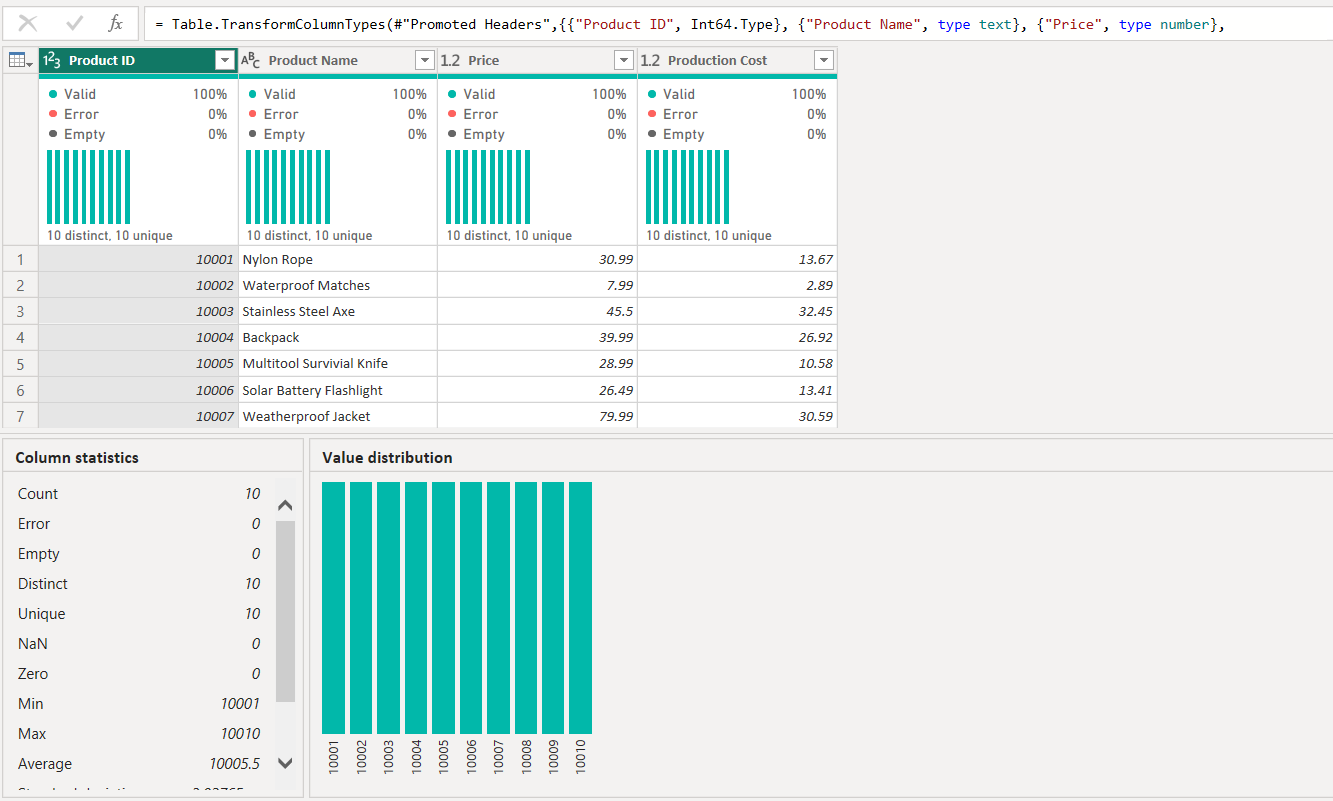 fx = Table.TransformColumnTypes(#"Promoted Headers",{{"Product ID", Int64.Type}, {"Product Name", type text}, {"Price", type number},
123 Product ID ABC Product Name 1.2 Price 1.2 Production Cost
Valid 100% Valid 100% Valid 100% Valid 100%
Error 0% Error 0% Error 0% Error 0%
Empty 0% Empty 0% Empty 0% Empty 0%
10 distinct, 10 unique 10 distinct, 10 unique 10 distinct, 10 unique 10 distinct, 10 unique
1 10001 Nylon Rope 30.99 13.67
2 10002 Waterproof Matches 7.99 2.89
3 10003 Stainless Steel Axe 45.5 32.45
4 10004 Backpack 39.99 26.92
5 10005 Multitool Survivial Knife 28.99 10.58
6 10006 Solar Battery Flashlight 26.49 13.41
7 10007 Weatherproof Jacket 79.99 30.59
Column statistics
Count 10
Error 0
Empty 0
Distinct 10
Unique 10
NaN 0
Zero 0
Min 10001
Max 10010
Average 10005.5
Value distribution
10001 10002 10003 10004 10005 10006 10007 10008 10009 10010